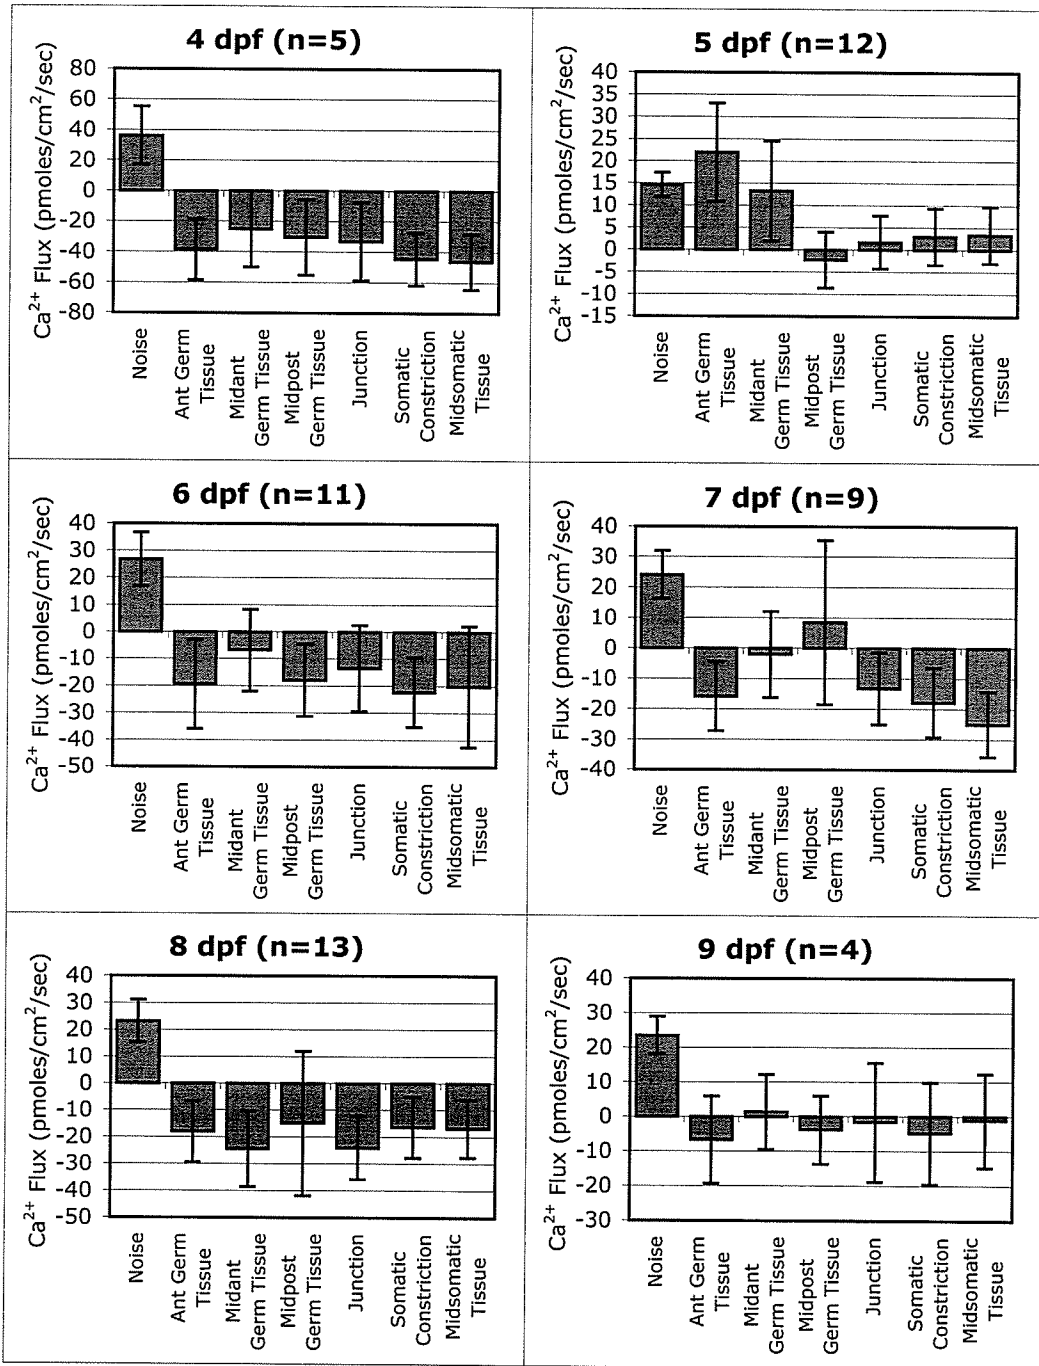 4 dpf (n=5)
Ca²⁺ Flux (pmoles/cm²/sec)
80
60
40
20
0
-20
-40
-60
-80
Noise
Ant Germ
Tissue
Midant
Germ Tissue
Midpost
Germ Tissue
Junction
Somatic
Constriction
Midsomatic
Tissue
5 dpf (n=12)
Ca²⁺ Flux (pmoles/cm²/sec)
40
35
30
25
20
15
10
5
0
-5
-10
-15
Noise
Ant Germ
Tissue
Midant
Germ Tissue
Midpost
Germ Tissue
Junction
Somatic
Constriction
Midsomatic
Tissue
6 dpf (n=11)
Ca²⁺ Flux (pmoles/cm²/sec)
40
30
20
10
0
-10
-20
-30
-40
-50
Noise
Ant Germ
Tissue
Midant
Germ Tissue
Midpost
Germ Tissue
Junction
Somatic
Constriction
Midsomatic
Tissue
7 dpf (n=9)
Ca²⁺ Flux (pmoles/cm²/sec)
40
30
20
10
0
-10
-20
-30
-40
Noise
Ant Germ
Tissue
Midant
Germ Tissue
Midpost
Germ Tissue
Junction
Somatic
Constriction
Midsomatic
Tissue
8 dpf (n=13)
Ca²⁺ Flux (pmoles/cm²/sec)
40
30
20
10
0
-10
-20
-30
-40
-50
Noise
Ant Germ
Tissue
Midant
Germ Tissue
Midpost
Germ Tissue
Junction
Somatic
Constriction
Midsomatic
Tissue
9 dpf (n=4)
Ca²⁺ Flux (pmoles/cm²/sec)
40
30
20
10
0
-10
-20
-30
Noise
Ant Germ
Tissue
Midant
Germ Tissue
Midpost
Germ Tissue
Junction
Somatic
Constriction
Midsomatic
Tissue